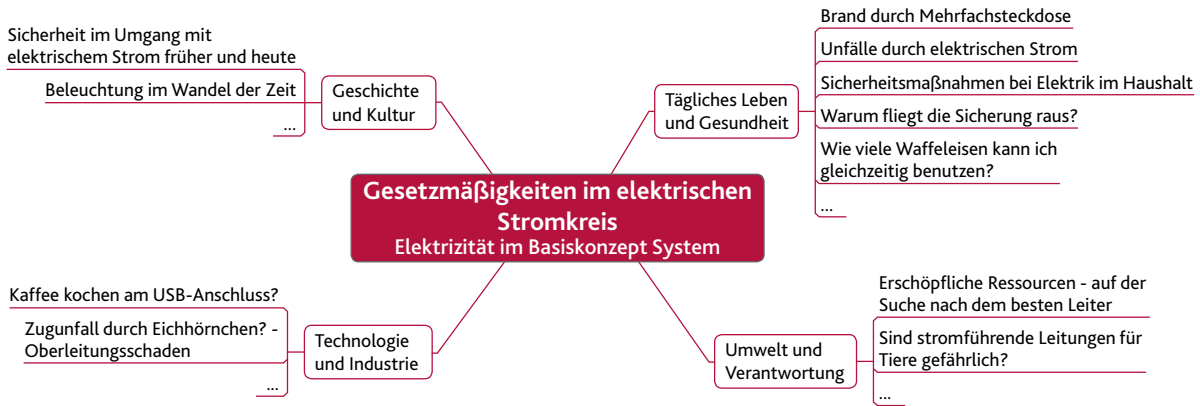 Sicherheit im Umgang mit
elektrischem Strom früher und heute
Beleuchtung im Wandel der Zeit
...
Geschichte
und Kultur
Tägliches Leben
und Gesundheit
Brand durch Mehrfachsteckdose
Unfälle durch elektrischen Strom
Sicherheitsmaßnahmen bei Elektrik im Haushalt
Warum fliegt die Sicherung raus?
Wie viele Waffeleisen kann ich
gleichzeitig benutzen?
...
Gesetzmäßigkeiten im elektrischen
Stromkreis
Elektrizität im Basiskonzept System
Kaffee kochen am USB-Anschluss?
Zugunfall durch Eichhörnchen? -
Oberleitungsschaden
...
Technologie
und Industrie
Umwelt und
Verantwortung
Erschöpfliche Ressourcen - auf der
Suche nach dem besten Leiter
Sind stromführende Leitungen für
Tiere gefährlich?
...